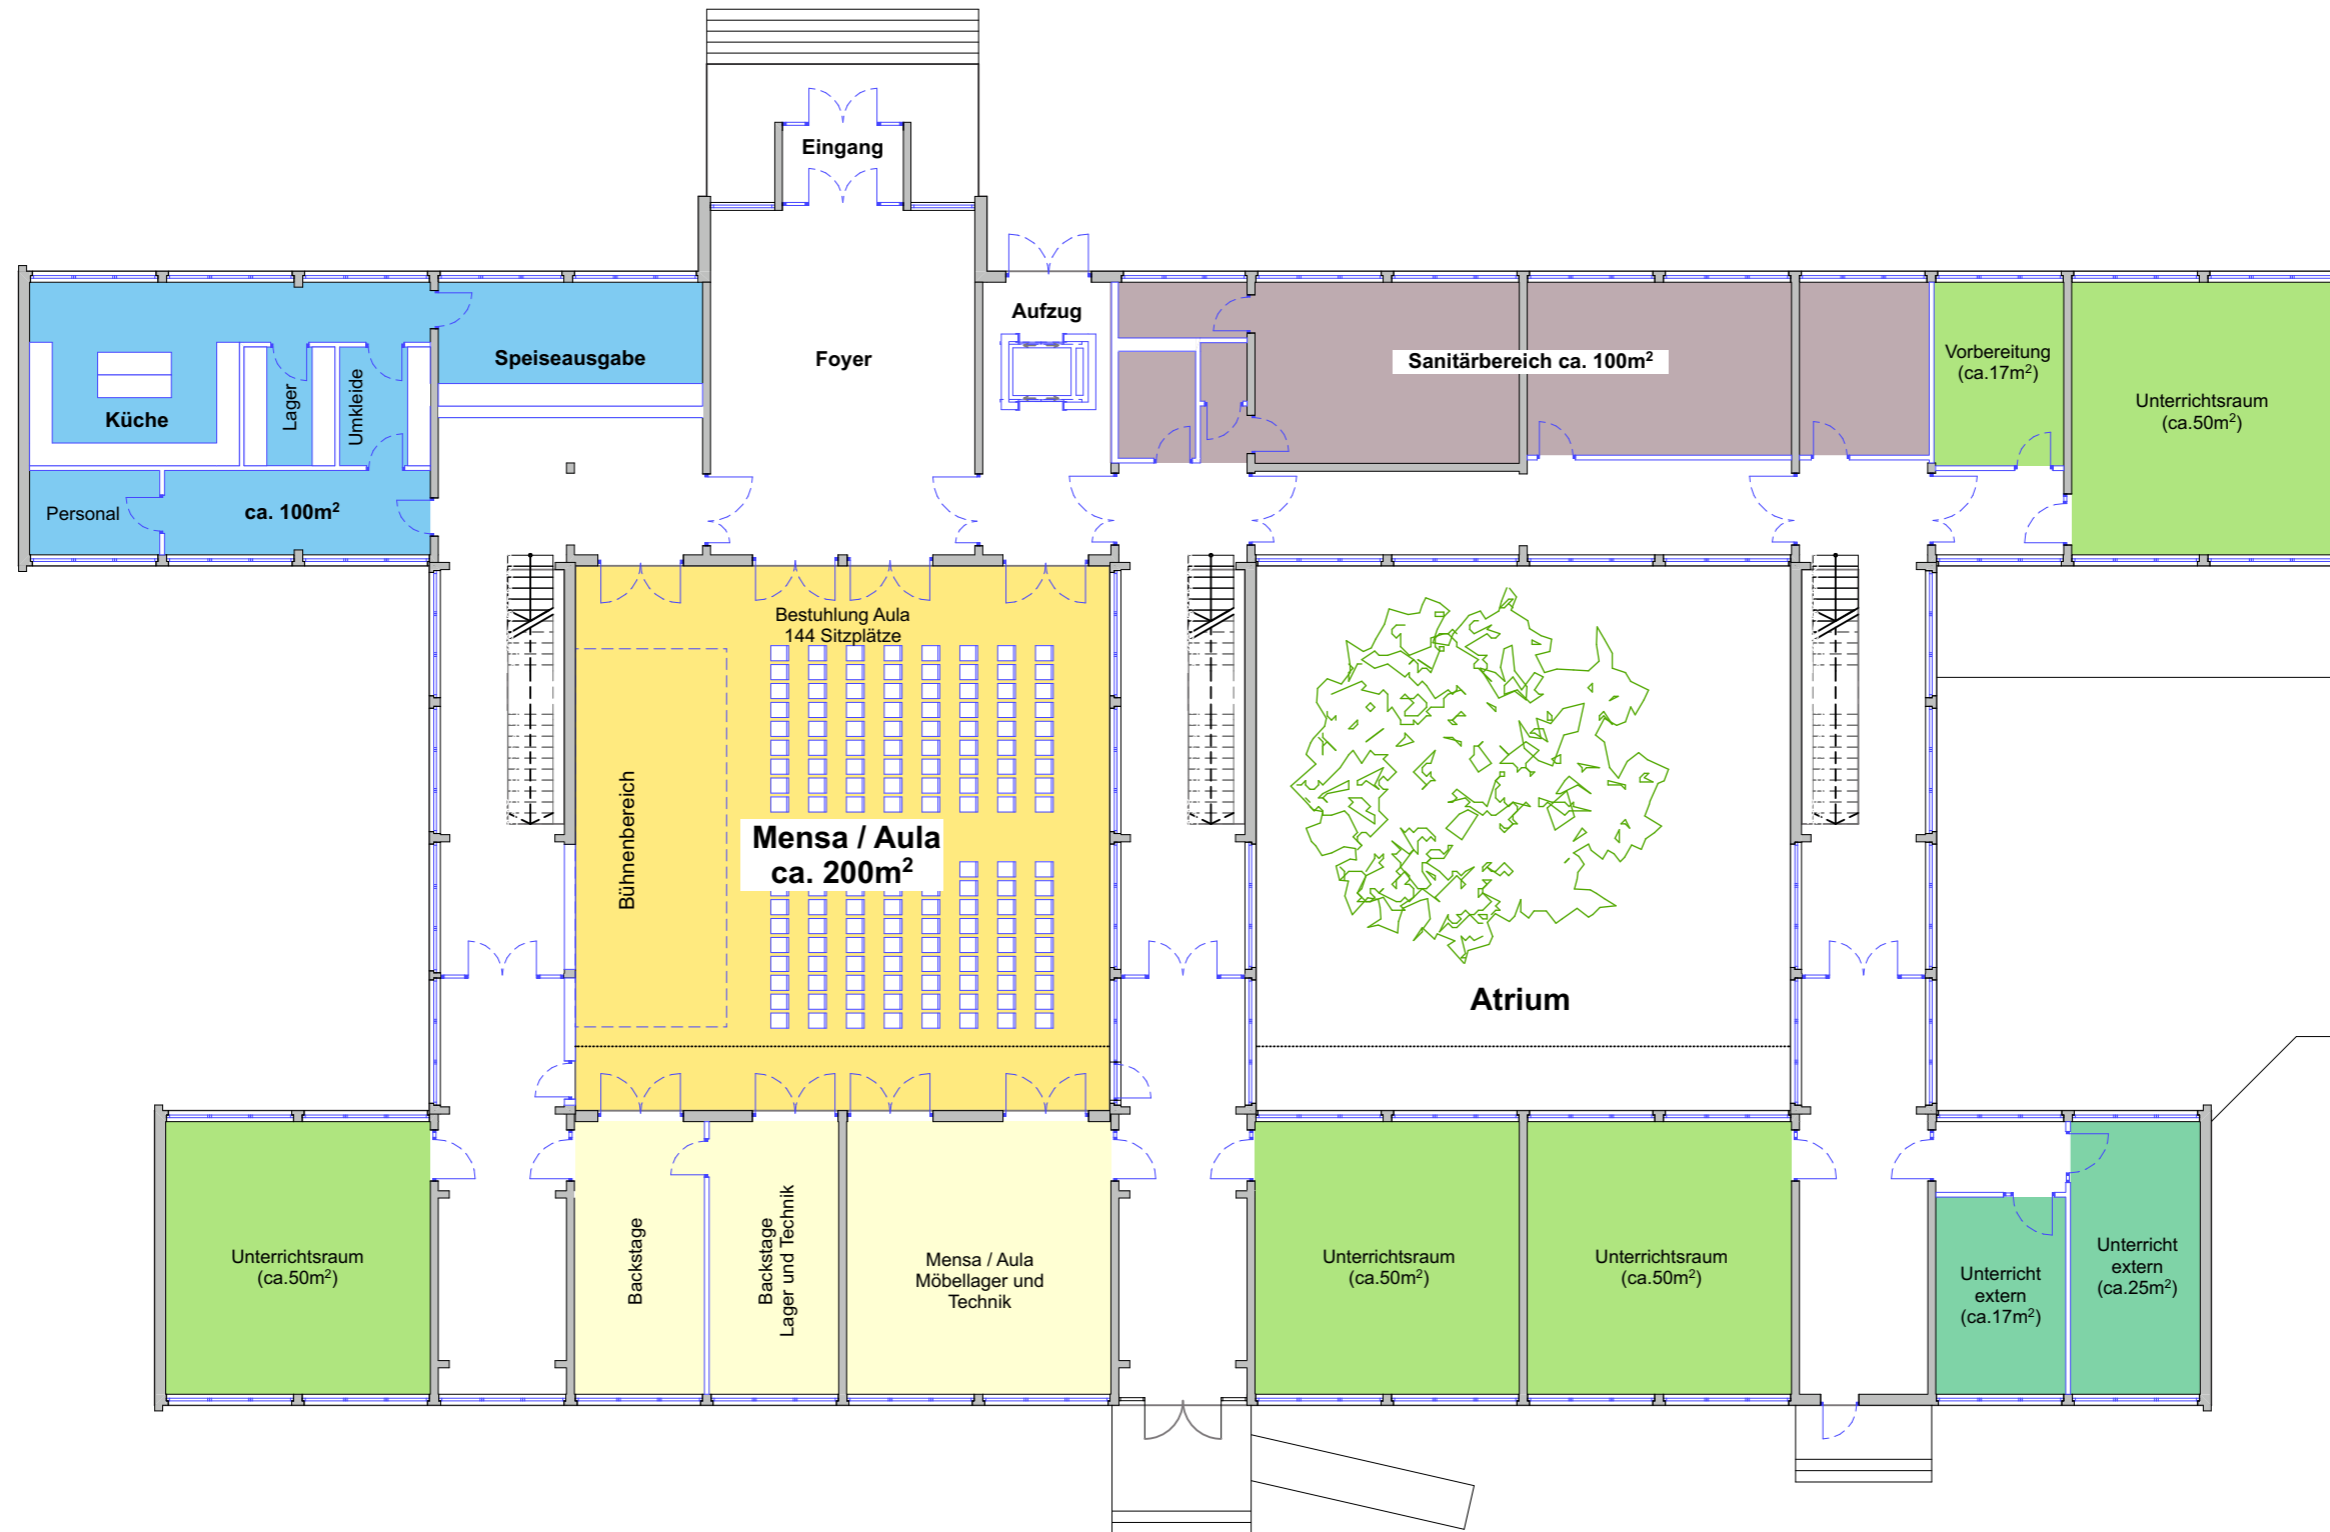 Eingang
Aufzug
Speiseausgabe
Foyer
Sanitärbereich ca. 100m²
Vorbereitung
(ca.17m²)
Unterrichtsraum
(ca.50m²)
Küche
Lager
Umkleide
Personal
ca. 100m²
Bestuhlung Aula
144 Sitzplätze
Bühnenbereich
Mensa / Aula
ca. 200m²
Atrium
Unterrichtsraum
(ca.50m²)
Backstage
Backstage
Lager und Technik
Mensa / Aula
Möbellager und
Technik
Unterrichtsraum
(ca.50m²)
Unterrichtsraum
(ca.50m²)
Unterricht
extern
(ca.17m²)
Unterricht
extern
(ca.25m²)